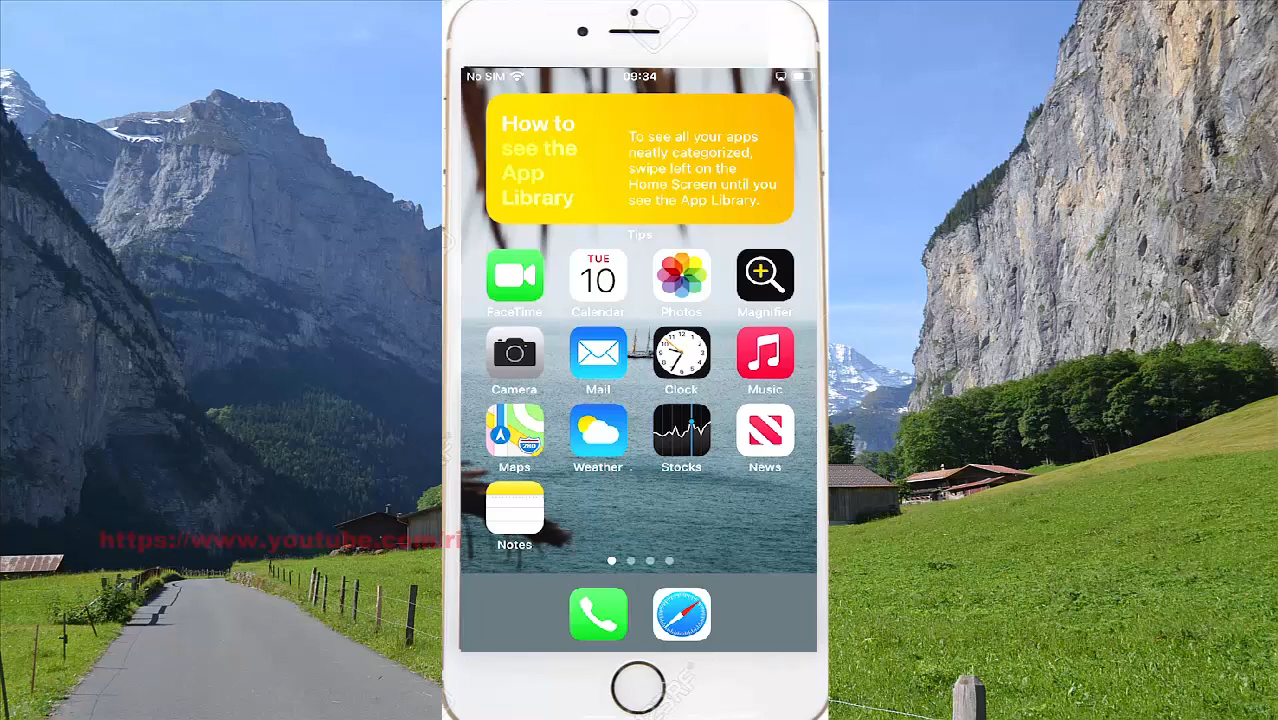 No SIM
09:34
How to
see the
App
Library
To see all your apps
neatly categorized,
swipe left on the
Home Screen until you
see the App Library.
Tips
TUE
10
FaceTime
Calendar
Photos
Magnifier
Camera
Mail
Clock
Music
Maps
Weather
Stocks
News
Notes
https://www.youtube.com/ri